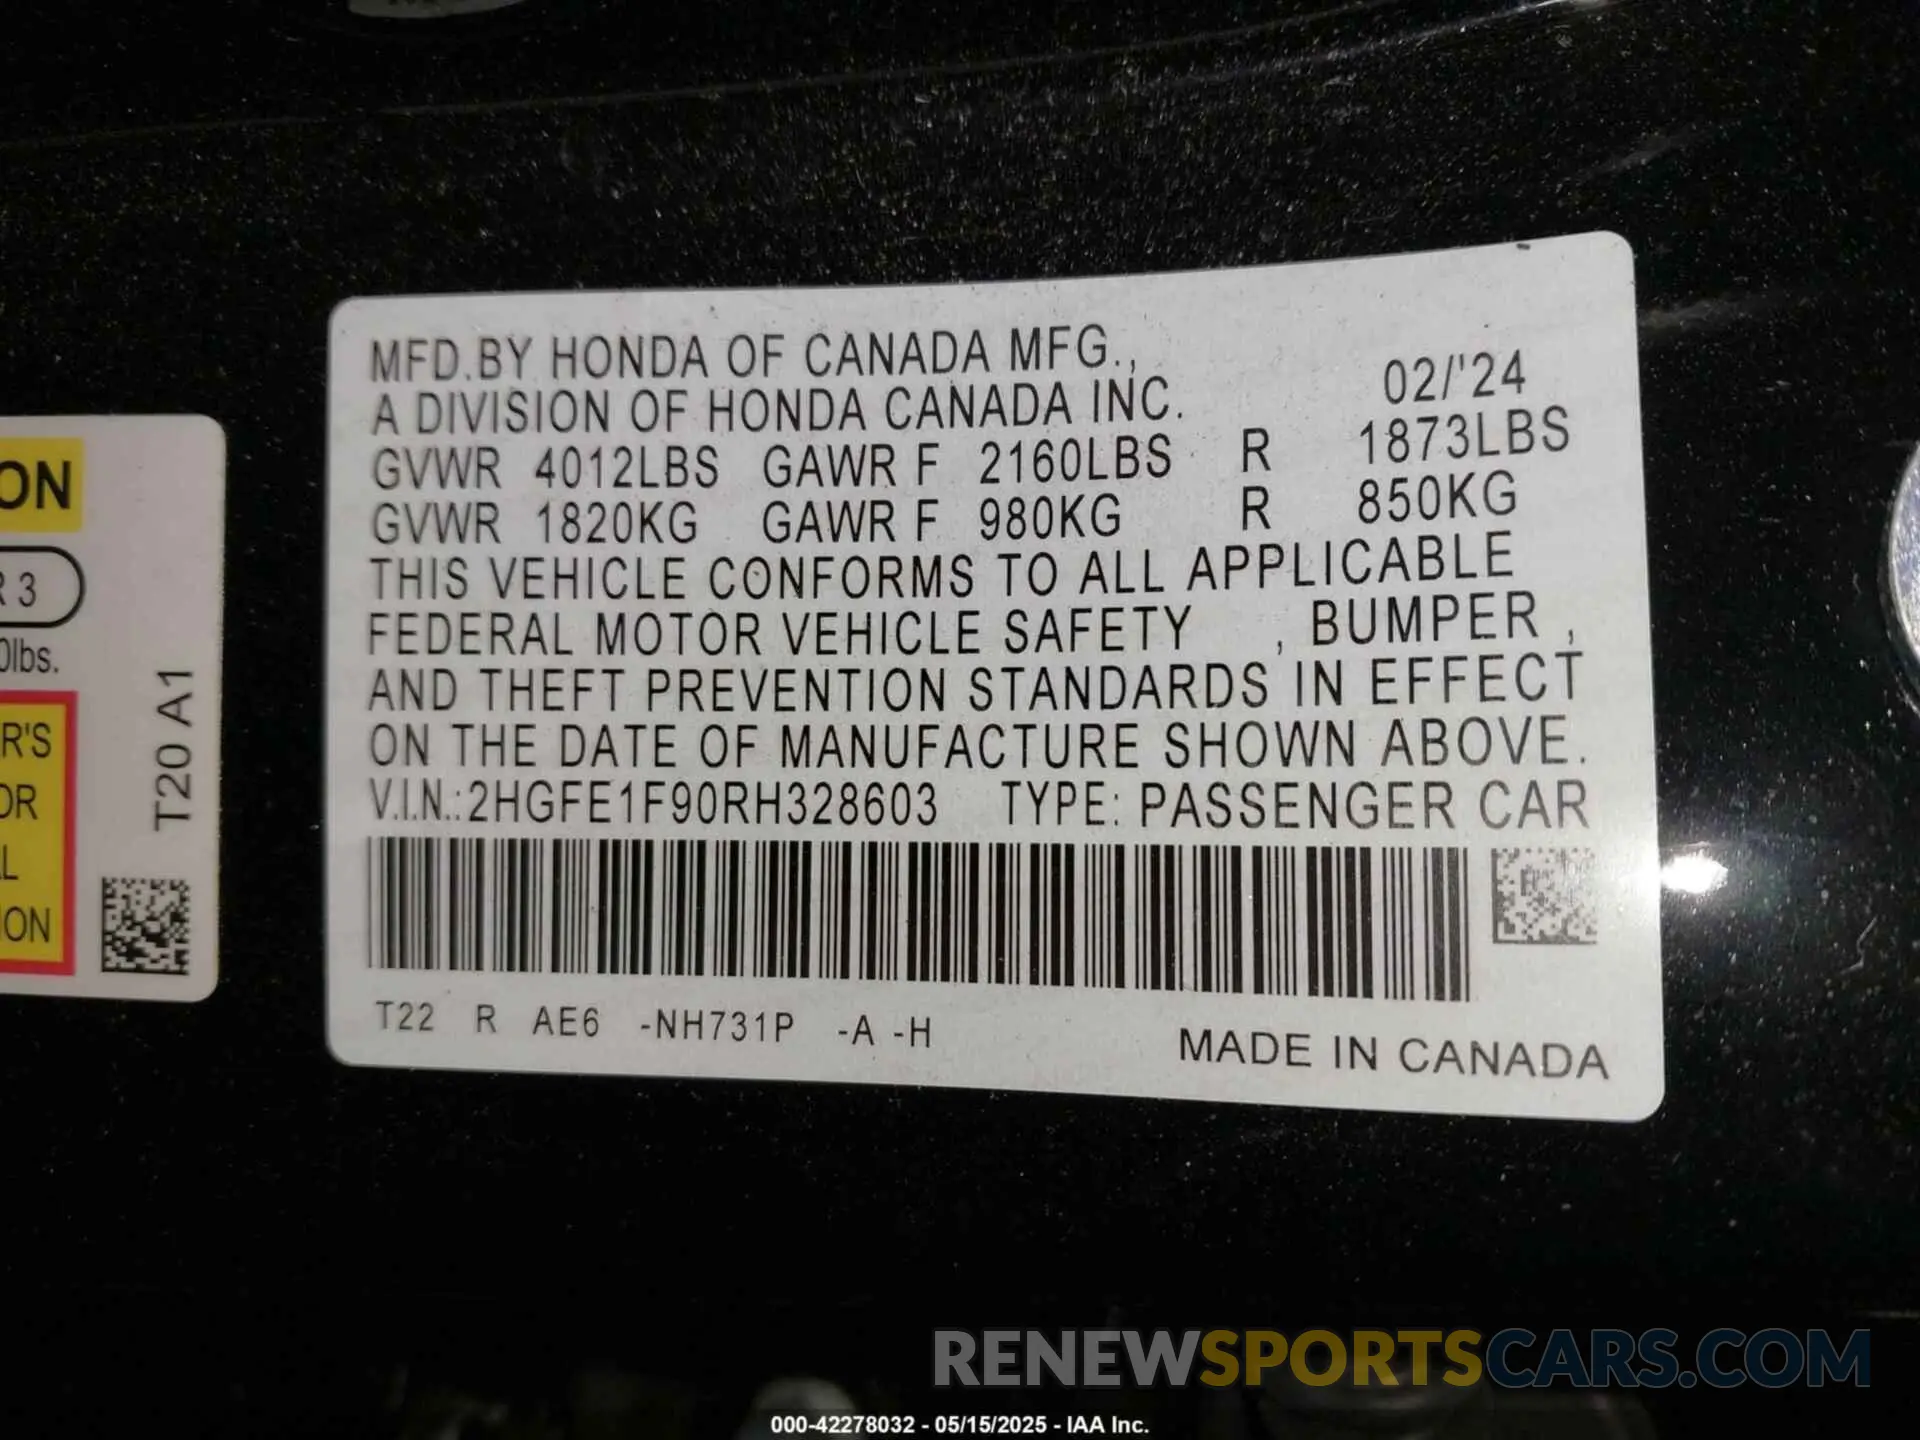 MFD.BY HONDA OF CANADA MFG.,
A DIVISION OF HONDA CANADA INC. 02/'24
GVWR 4012LBS GAWR F 2160LBS R 1873LBS
GVWR 1820KG GAWR F 980KG R 850KG
THIS VEHICLE CONFORMS TO ALL APPLICABLE
FEDERAL MOTOR VEHICLE SAFETY , BUMPER ,
AND THEFT PREVENTION STANDARDS IN EFFECT
ON THE DATE OF MANUFACTURE SHOWN ABOVE.
V.I.N.:2HGFE1F90RH328603 TYPE: PASSENGER CAR
T22 R AE6 -NH731P -A -H
MADE IN CANADA
ON
R 3
0lbs.
R'S
OR
L
ION
T20 A1
RENEWSPORTSCARS.COM
000-42278032 - 05/15/2025 - IAA Inc.